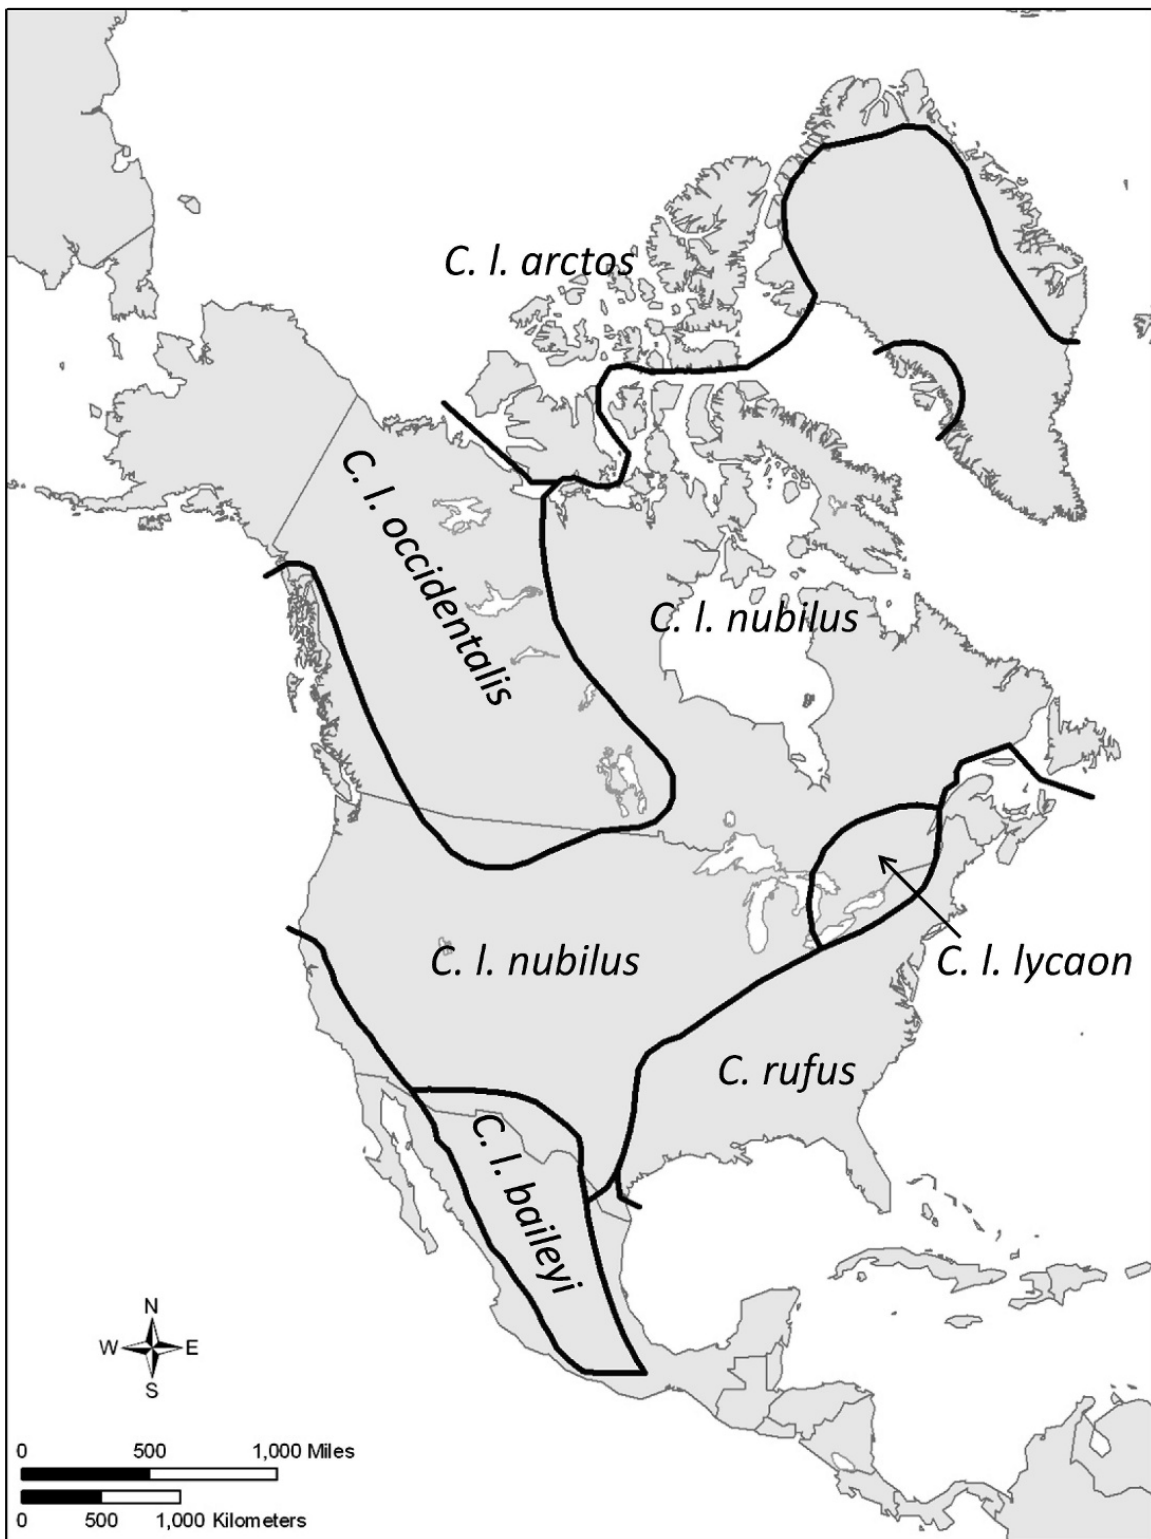 C. l. arctos
C. l. occidentalis
C. l. nubilus
C. l. nubilus
C. l. lycaon
C. rufus
C. l. baileyi
N
W E
S
0 500 1,000 Miles
0 500 1,000 Kilometers